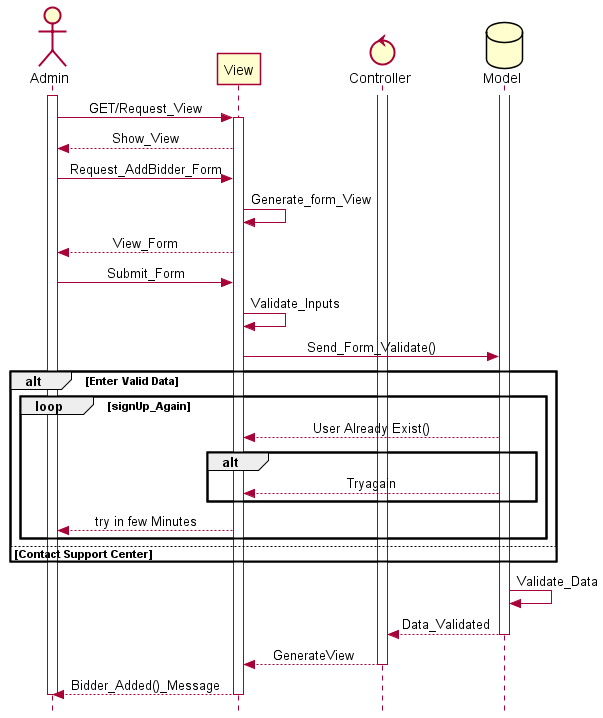 Admin
View
Controller
Model
GET/Request_View
Show_View
Request_AddBidder_Form
Generate_form_View
View_Form
Submit_Form
Validate_Inputs
Send_Form_Validate()
alt [Enter Valid Data]
loop [signUp_Again]
User Already Exist()
alt
Tryagain
try in few Minutes
[Contact Support Center]
Validate_Data
Data_Validated
GenerateView
Bidder_Added()_Message